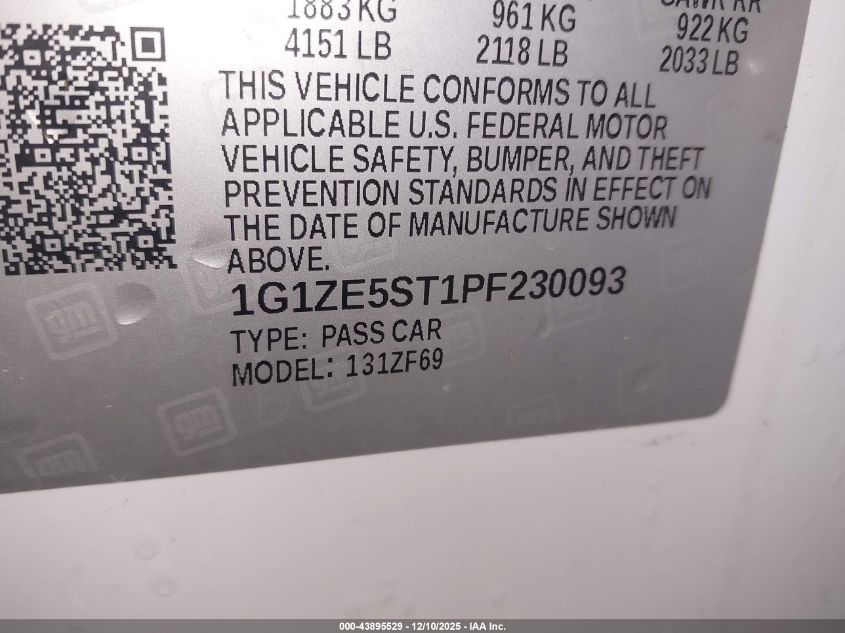 1883 KG 961 KG 922 KG
4151 LB 2118 LB 2033 LB
THIS VEHICLE CONFORMS TO ALL
APPLICABLE U.S. FEDERAL MOTOR
VEHICLE SAFETY, BUMPER, AND THEFT
PREVENTION STANDARDS IN EFFECT ON
THE DATE OF MANUFACTURE SHOWN
ABOVE.
1G1ZE5ST1PF230093
TYPE: PASS CAR
MODEL: 131ZF69
000-43895529 - 12/10/2025 - IAA Inc.